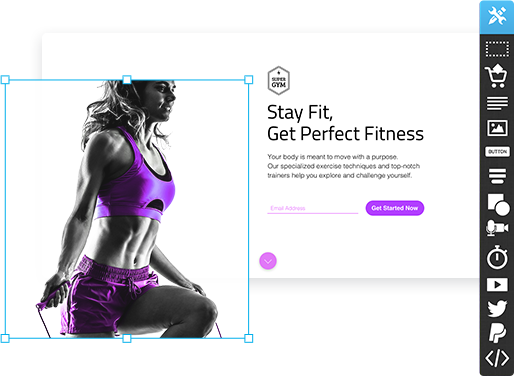 SUPER
GYM
Stay Fit,
Get Perfect Fitness
Your body is meant to move with a purpose.
Our specialized exercise techniques and top-notch
trainers help you explore and challenge yourself.
Email Address
Get Started Now
BUTTON